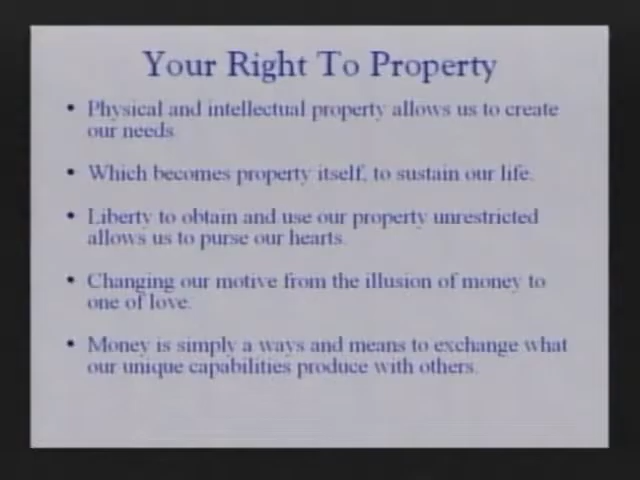 Your Right To Property
• Physical and intellectual property allows us to create
our needs.
• Which becomes property itself, to sustain our life.
• Liberty to obtain and use our property unrestricted
allows us to purse our hearts.
• Changing our motive from the illusion of money to
one of love.
• Money is simply a ways and means to exchange what
our unique capabilities produce with others.